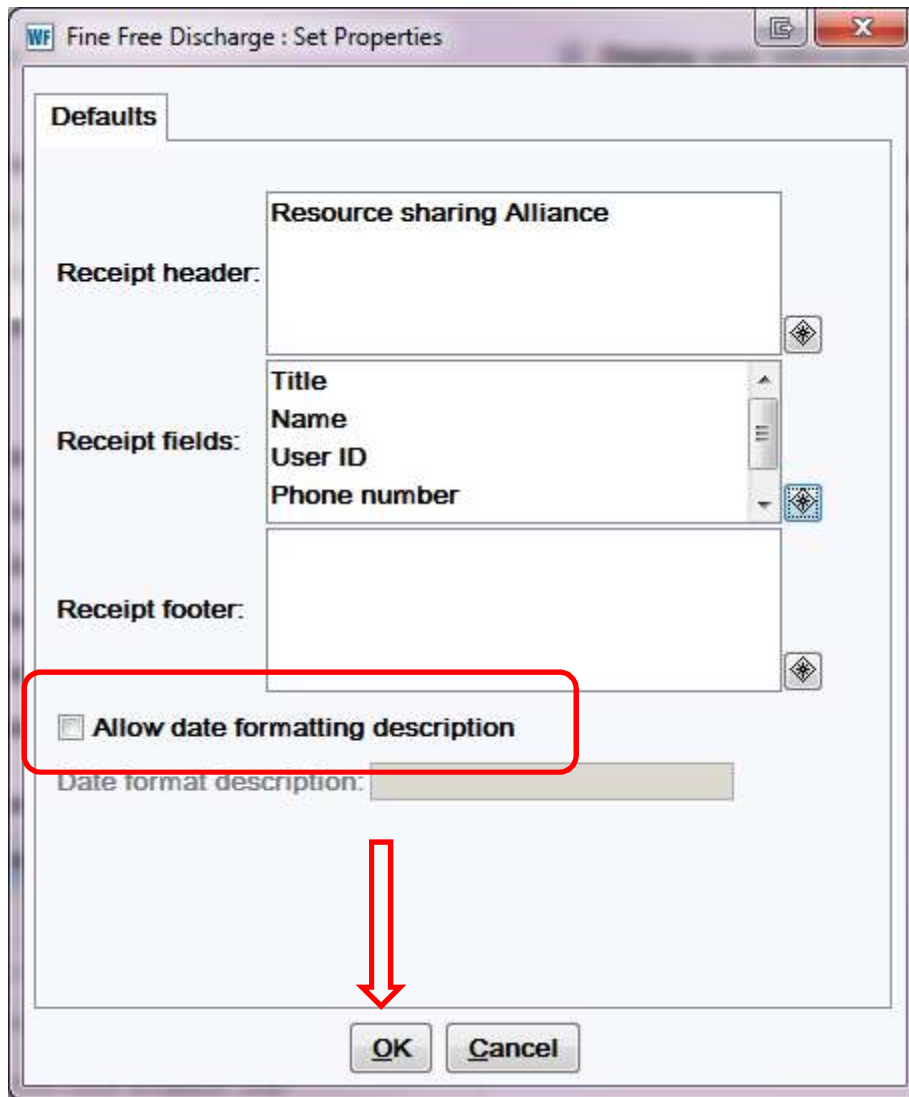 WF Fine Free Discharge : Set Properties
Defaults
Receipt header:
Resource sharing Alliance
Receipt fields:
Title
Name
User ID
Phone number
Receipt footer:
Allow date formatting description
Date format description:
OK Cancel